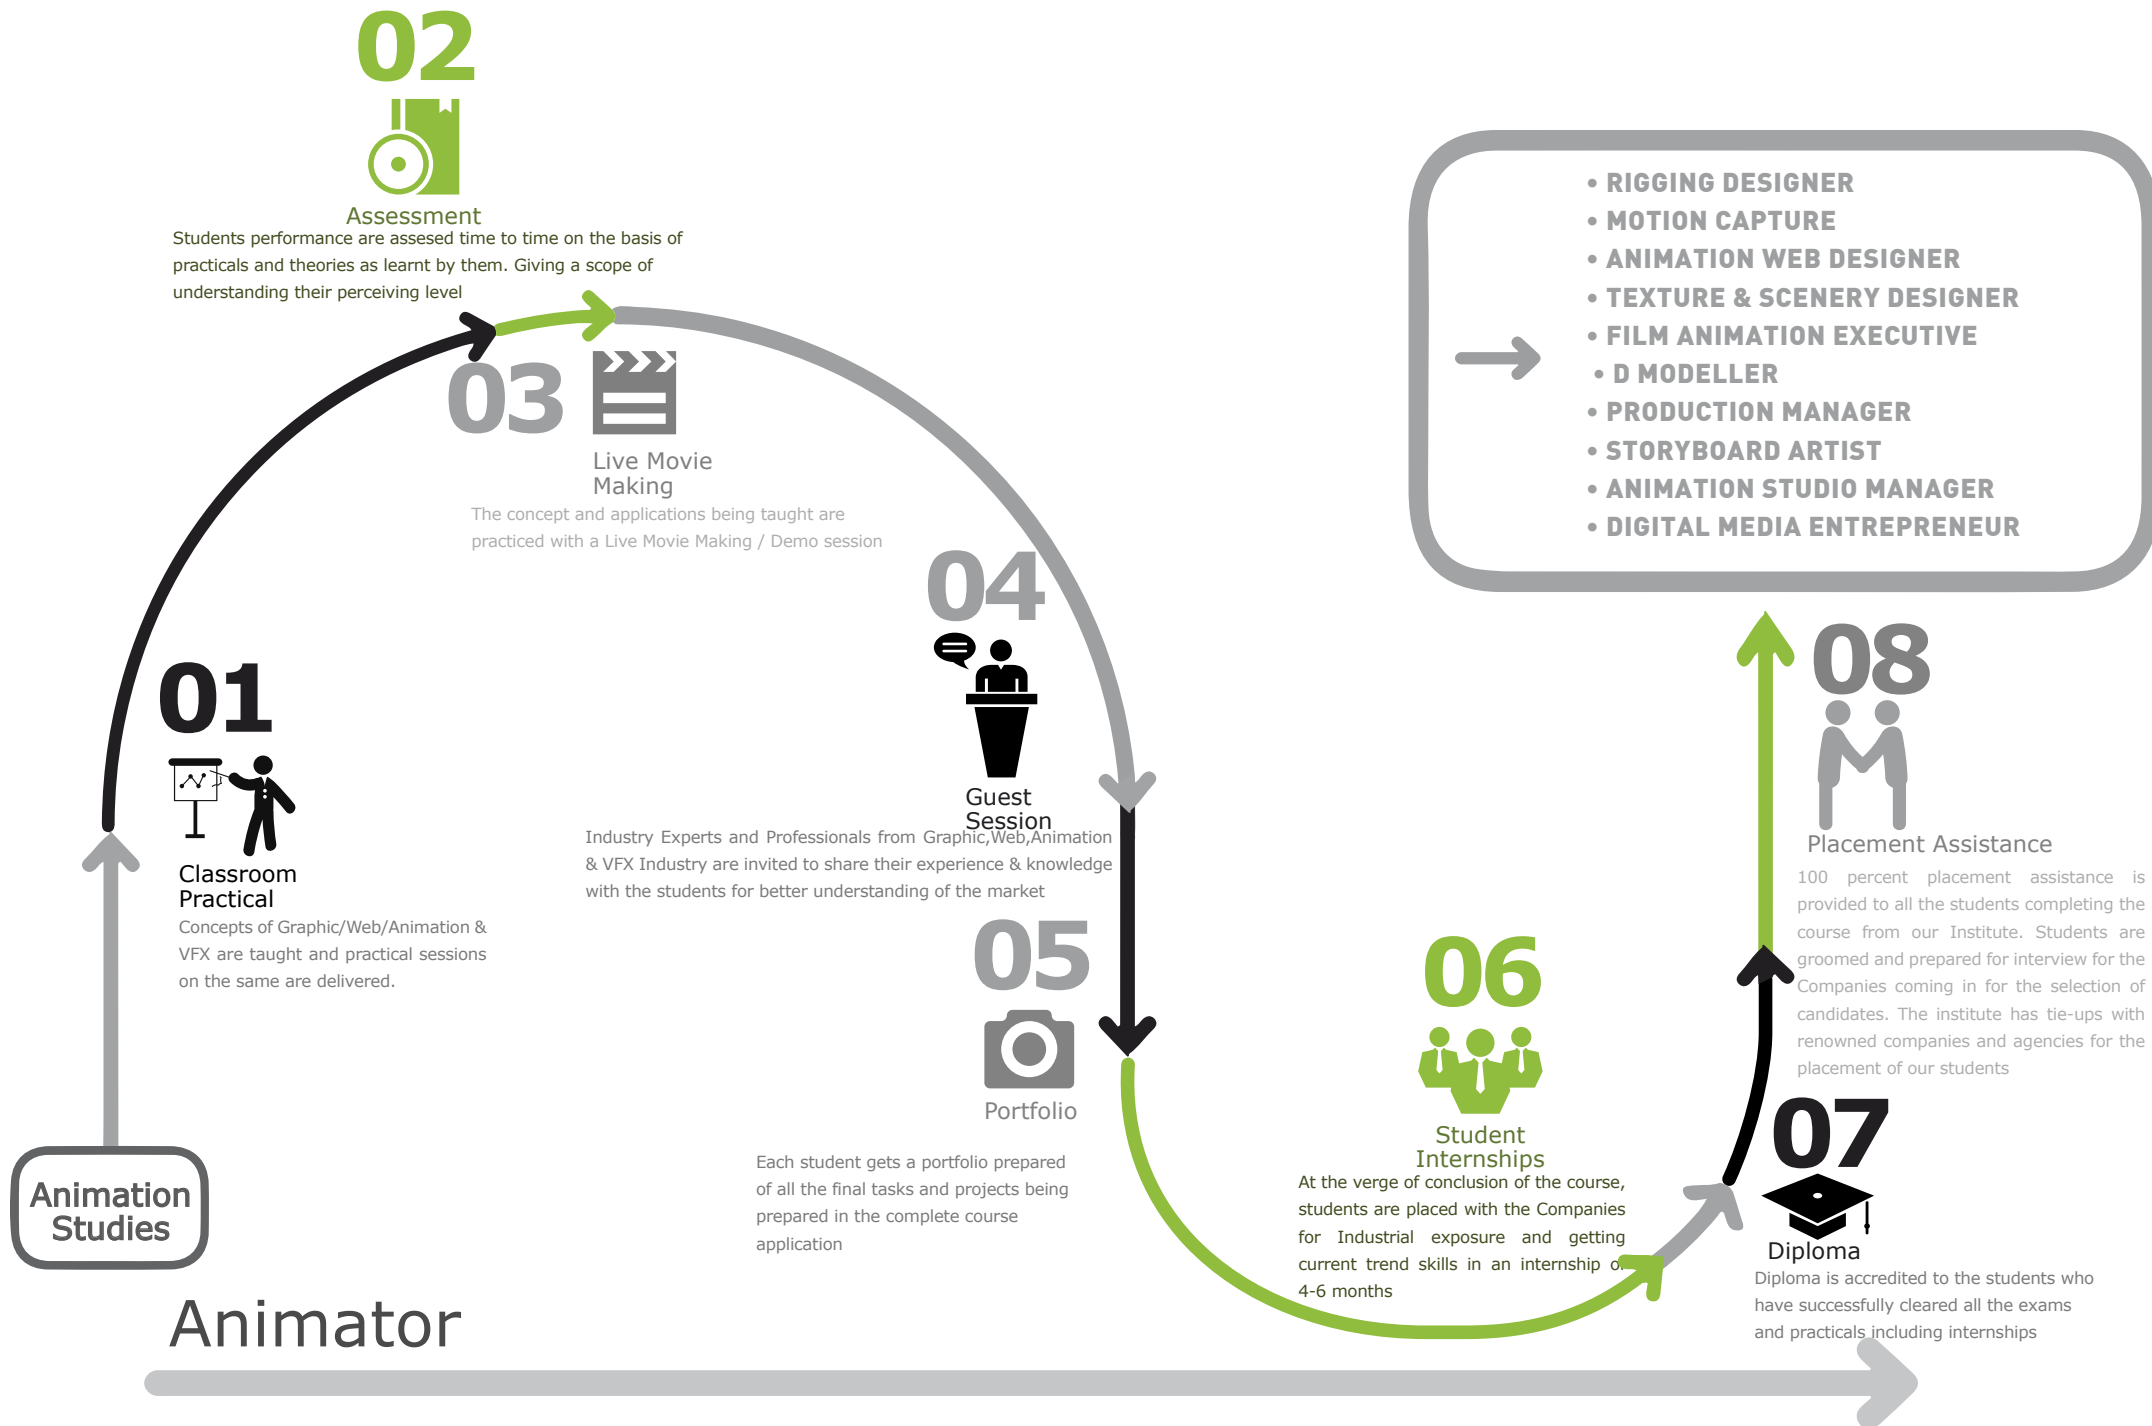 02
Assessment
Students performance are assesed time to time on the basis of
practicals and theories as learnt by them. Giving a scope of
understanding their perceiving level
03
Live Movie
Making
The concept and applications being taught are
practiced with a Live Movie Making / Demo session
04
Guest
Session
Industry Experts and Professionals from Graphic,Web,Animation
& VFX Industry are invited to share their experience & knowledge
with the students for better understanding of the market
01
Classroom
Practical
Concepts of Graphic/Web/Animation &
VFX are taught and practical sessions
on the same are delivered.
05
Portfolio
Each student gets a portfolio prepared
of all the final tasks and projects being
prepared in the complete course
application
06
Student
Internships
At the verge of conclusion of the course,
students are placed with the Companies
for Industrial exposure and getting
current trend skills in an internship of
4-6 months
07
Diploma
Diploma is accredited to the students who
have successfully cleared all the exams
and practicals including internships
08
Placement Assistance
100 percent placement assistance is
provided to all the students completing the
course from our Institute. Students are
groomed and prepared for interview for the
Companies coming in for the selection of
candidates. The institute has tie-ups with
renowned companies and agencies for the
placement of our students
• RIGGING DESIGNER
• MOTION CAPTURE
• ANIMATION WEB DESIGNER
• TEXTURE & SCENERY DESIGNER
• FILM ANIMATION EXECUTIVE
• D MODELLER
• PRODUCTION MANAGER
• STORYBOARD ARTIST
• ANIMATION STUDIO MANAGER
• DIGITAL MEDIA ENTREPRENEUR
Animation
Studies
Animator